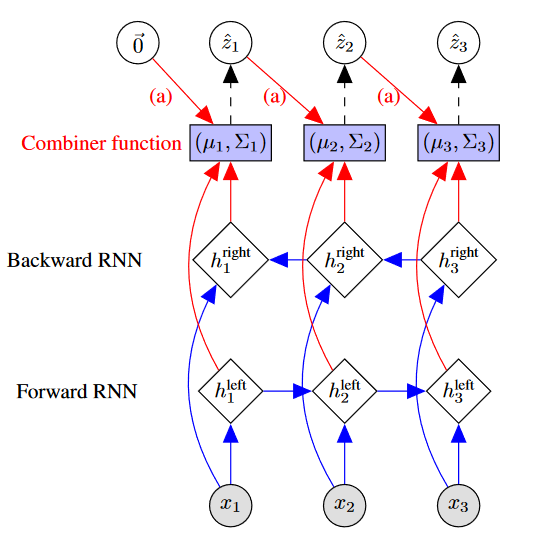 $\vec{0}$ $\hat{z}_1$ $\hat{z}_2$ $\hat{z}_3$
(a) (a) (a)
Combiner function $(\mu_1, \Sigma_1)$ $(\mu_2, \Sigma_2)$ $(\mu_3, \Sigma_3)$
Backward RNN $h_1^{\text{right}}$ $h_2^{\text{right}}$ $h_3^{\text{right}}$
Forward RNN $h_1^{\text{left}}$ $h_2^{\text{left}}$ $h_3^{\text{left}}$
$x_1$ $x_2$ $x_3$